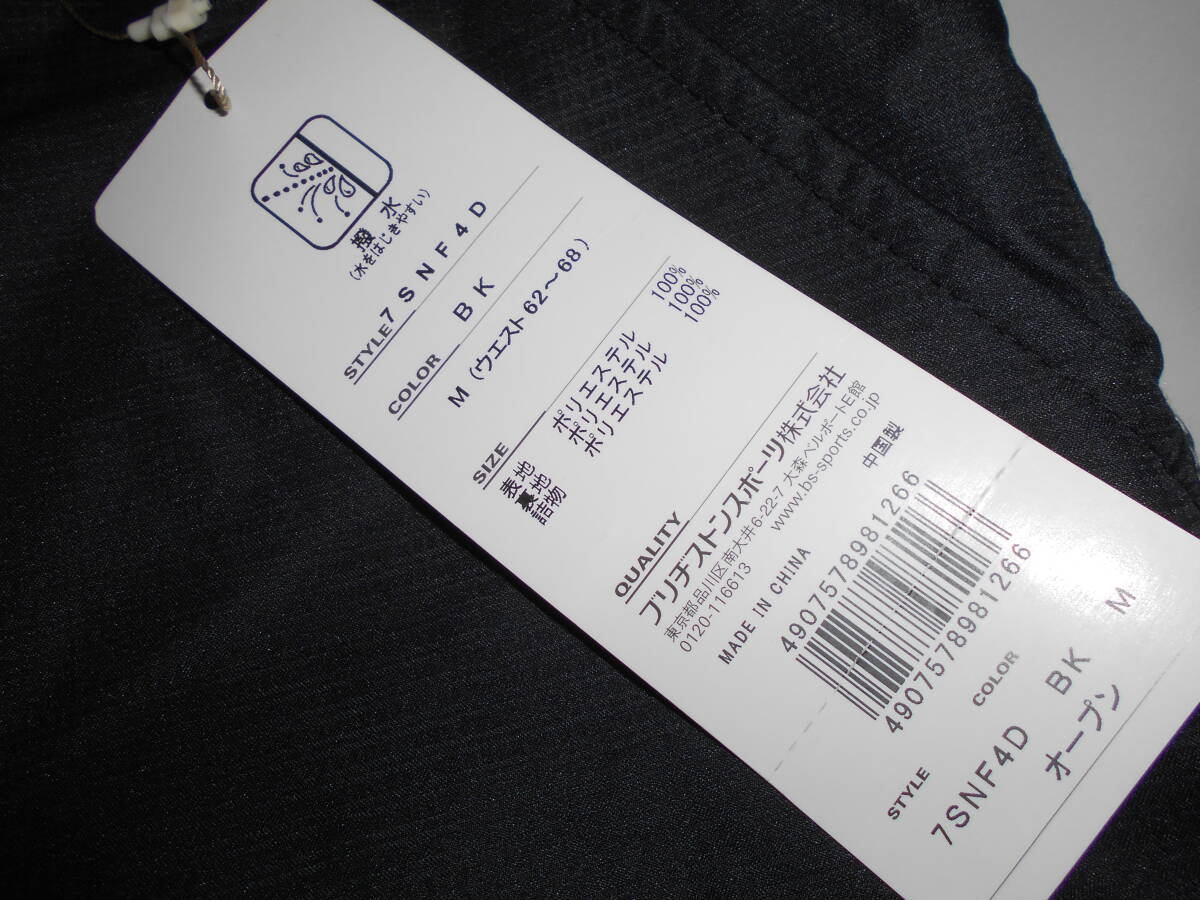 撥水
(水をはじきやすい)
STYLE 7SNF4D
COLOR BK
M (ウエスト62～68)
SIZE
表地 ポリエステル 100%
裏地 ポリエステル 100%
詰物 ポリエステル 100%
QUALITY
ブリヂストンスポーツ株式会社
東京都品川区南大井6-22-7 大森ベルポートE館
0120-116613 www.bs-sports.co.jp
MADE IN CHINA 中国製
4907578981266
4907578981266
STYLE COLOR
7SNF4D BK M
オープン